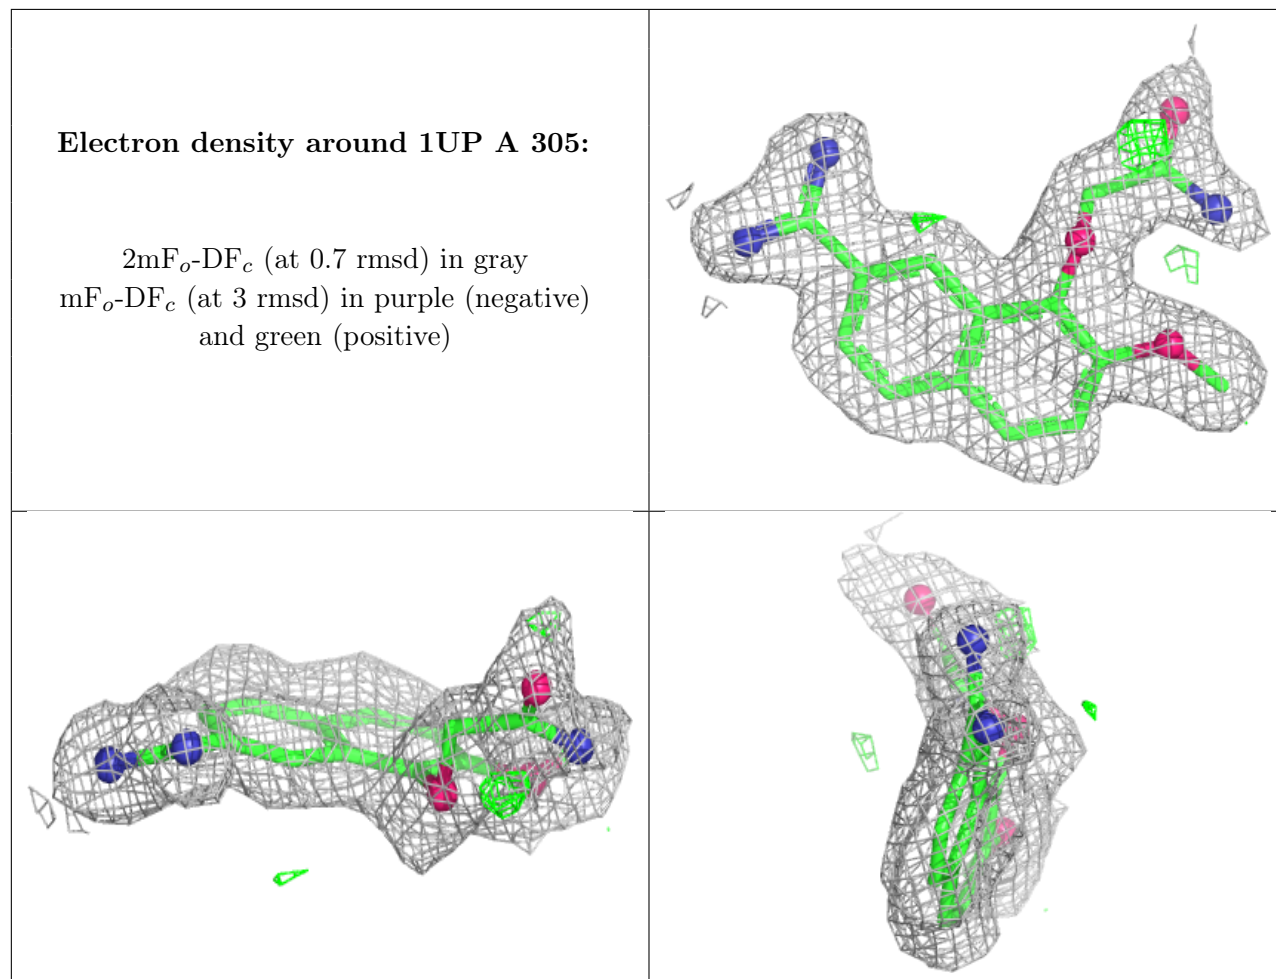 Electron density around 1UP A 305:
2mFo-DFc (at 0.7 rmsd) in gray
mFo-DFc (at 3 rmsd) in purple (negative)
and green (positive)